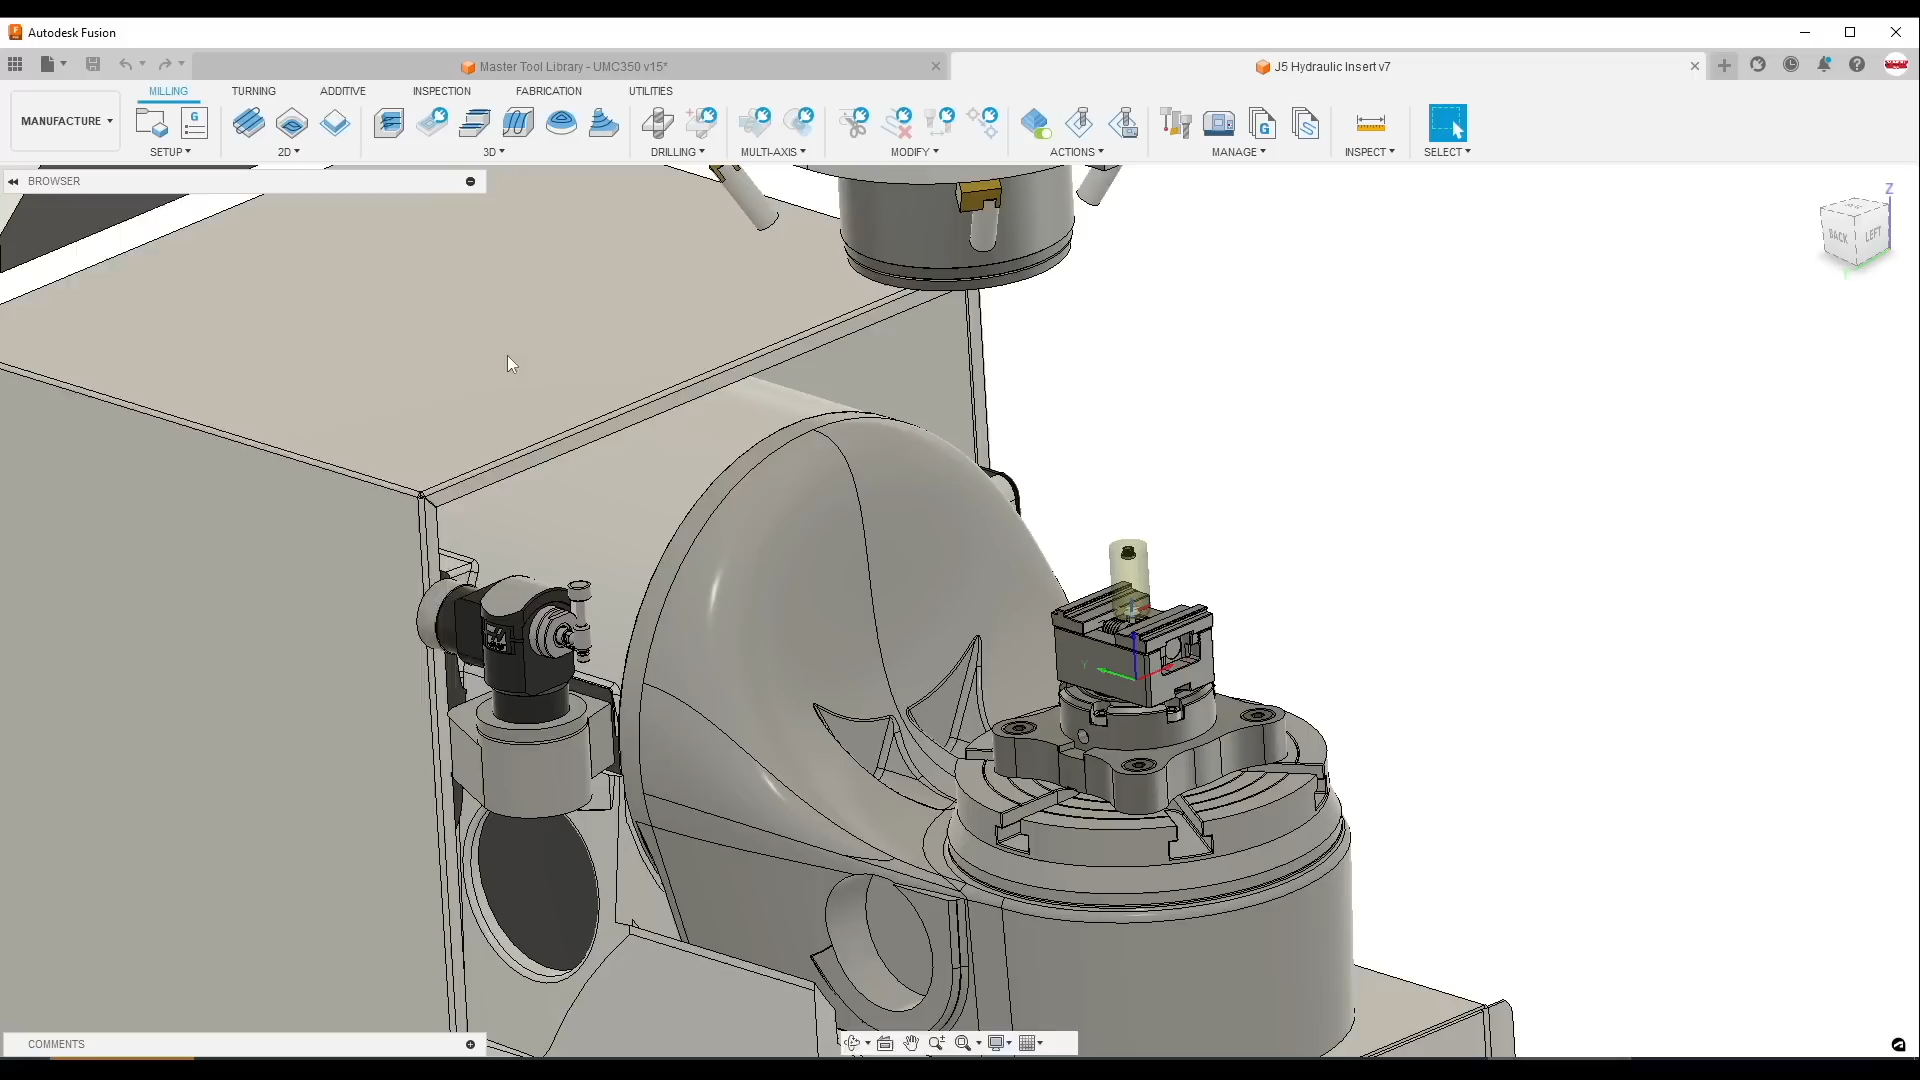 Autodesk Fusion
Master Tool Library - UMC350 v15*
J5 Hydraulic Insert v7
MILLING
TURNING
ADDITIVE
INSPECTION
FABRICATION
UTILITIES
MANUFACTURE
SETUP
2D
3D
DRILLING
MULTI-AXIS
MODIFY
ACTIONS
MANAGE
INSPECT
SELECT
BROWSER
Z
BACK
LEFT
Y
COMMENTS